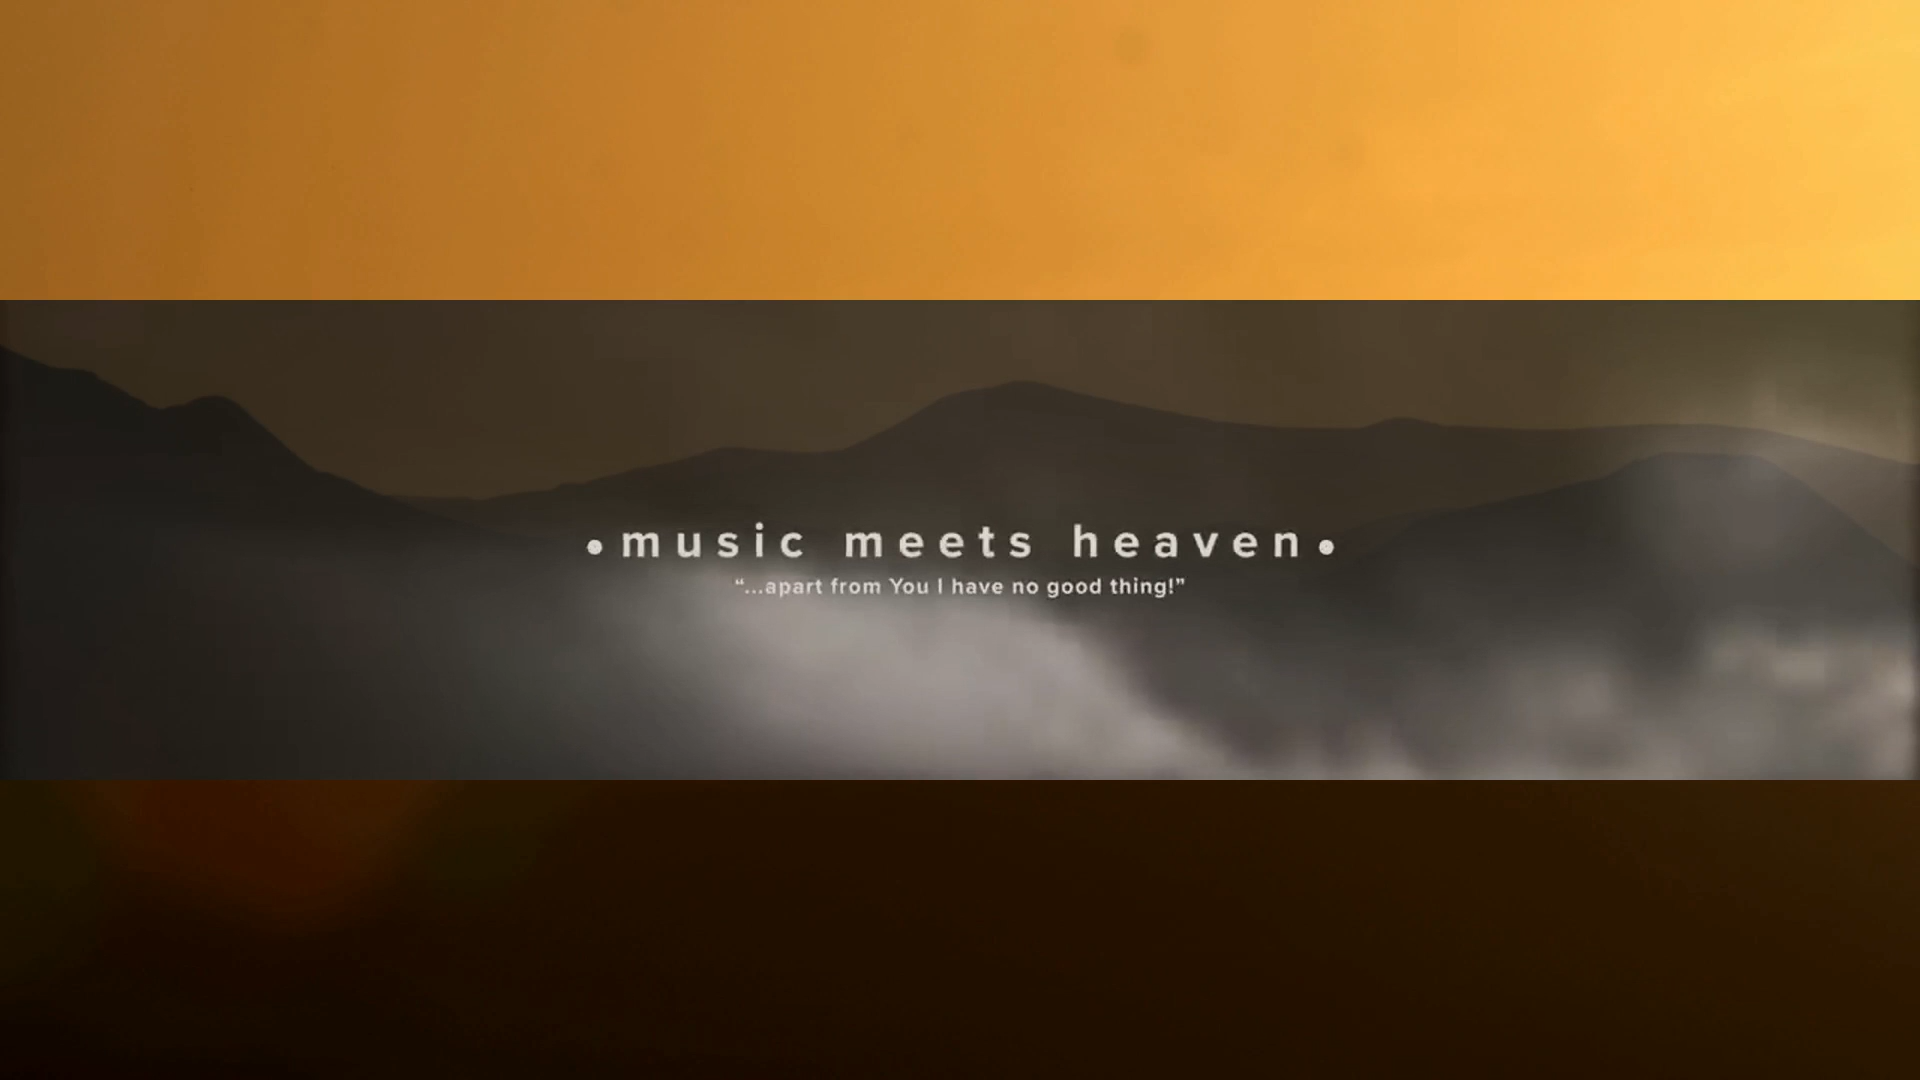 • music meets heaven •
“...apart from You I have no good thing!”